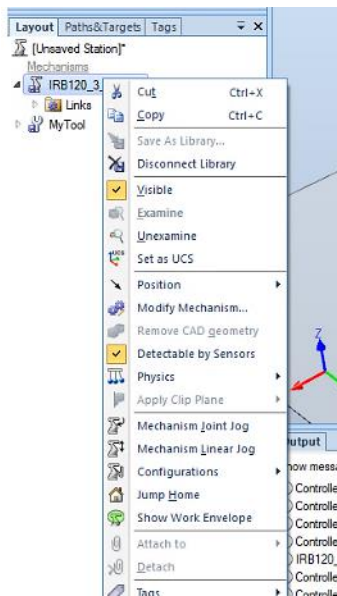 Layout Paths&Targets Tags
[Unsaved Station]*
Mechanisms
IRB120_3_
Links
MyTool
Cut Ctrl+X
Copy Ctrl+C
Save As Library...
Disconnect Library
Visible
Examine
Unexamine
UCS Set as UCS
Position
Modify Mechanism...
Remove CAD geometry
Detectable by Sensors
Physics
Apply Clip Plane
Mechanism Joint Jog
Mechanism Linear Jog
Configurations
Jump Home
Show Work Envelope
Attach to
Detach
Tags
Z
utput
how messa
Controlle
Controlle
Controlle
Controlle
IRB120_
Controlle
Controlle